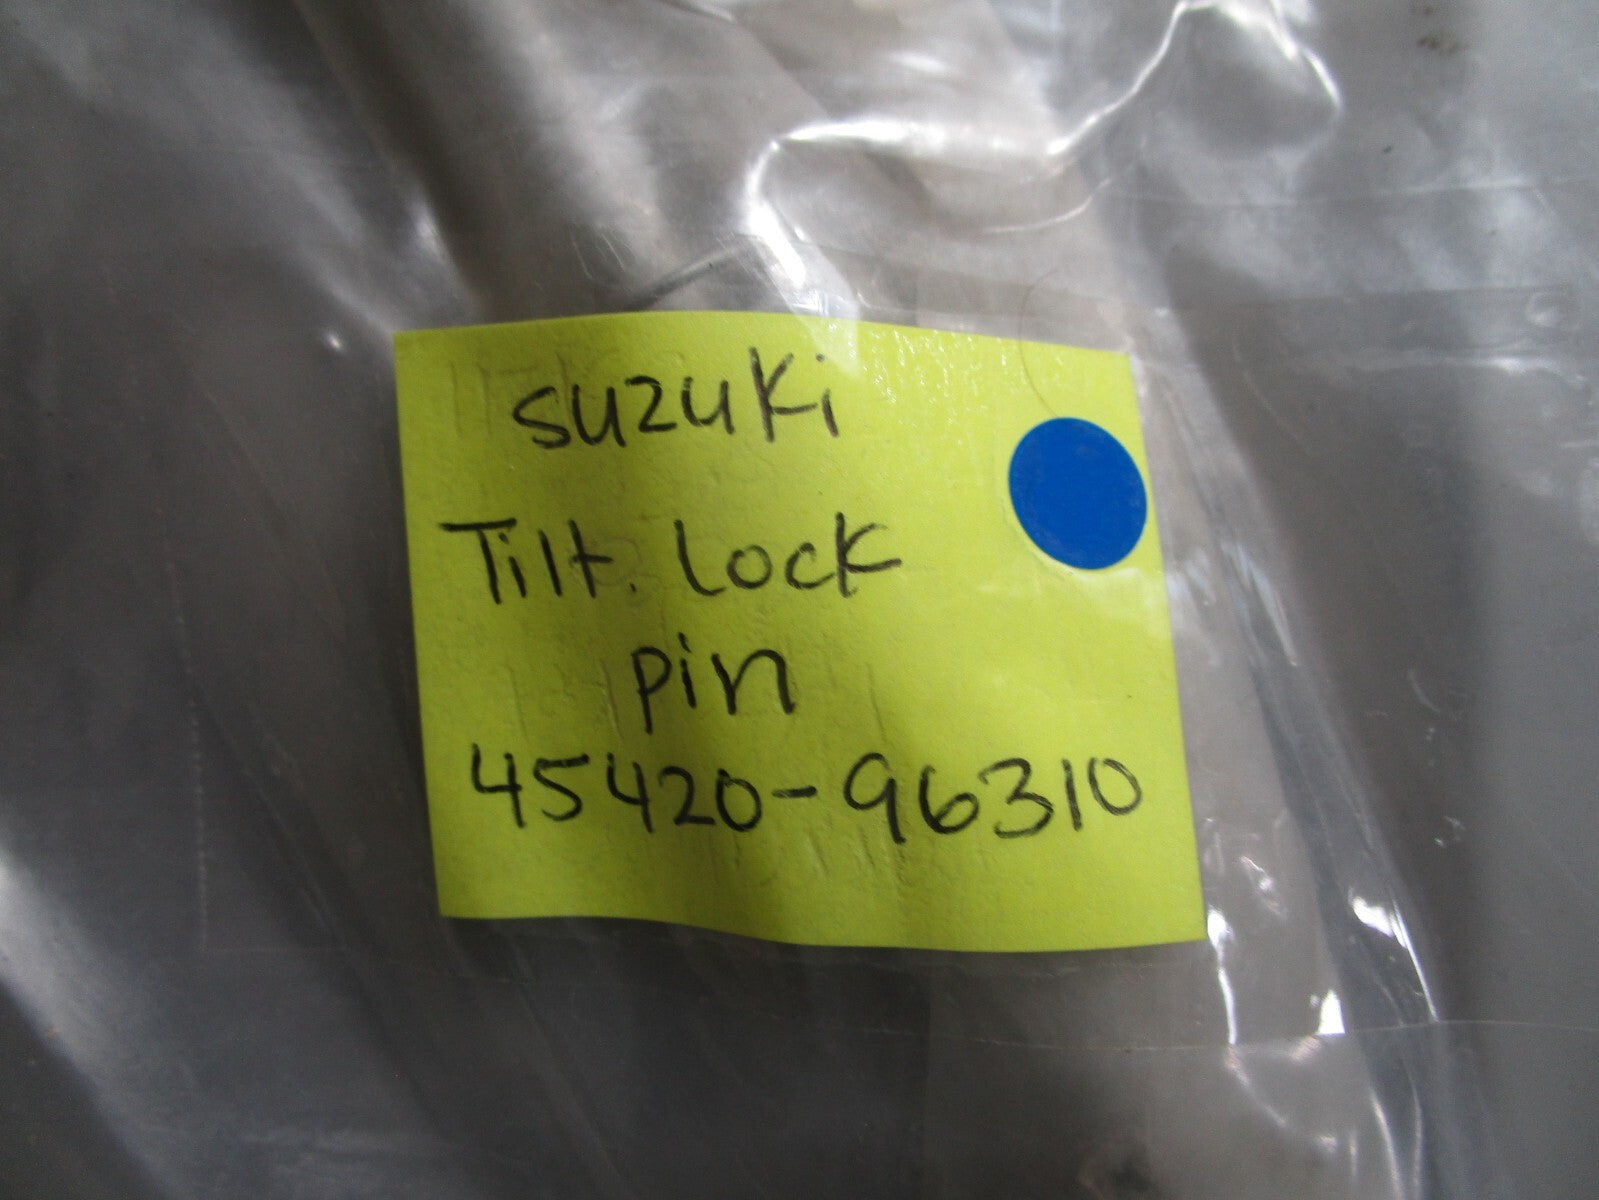 suzuki
Tilt. Lock
pin
45420-96310